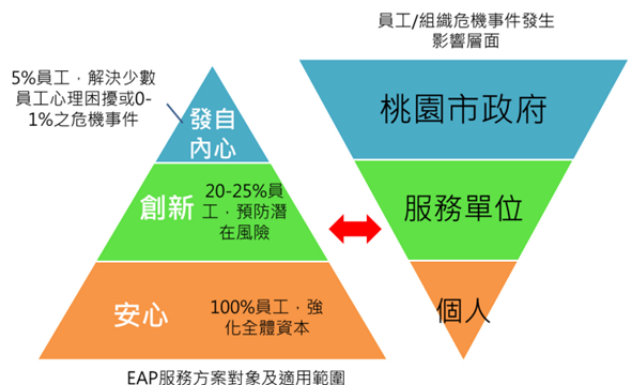 員工/組織危機事件發生
影響層面
5%員工，解決少數
員工心理困擾或0-
1%之危機事件
發自
內心
創新
20-25%員
工，預防潛
在風險
安心
100%員工，強
化全體資本
桃園市政府
服務單位
個人
EAP服務方案對象及適用範圍